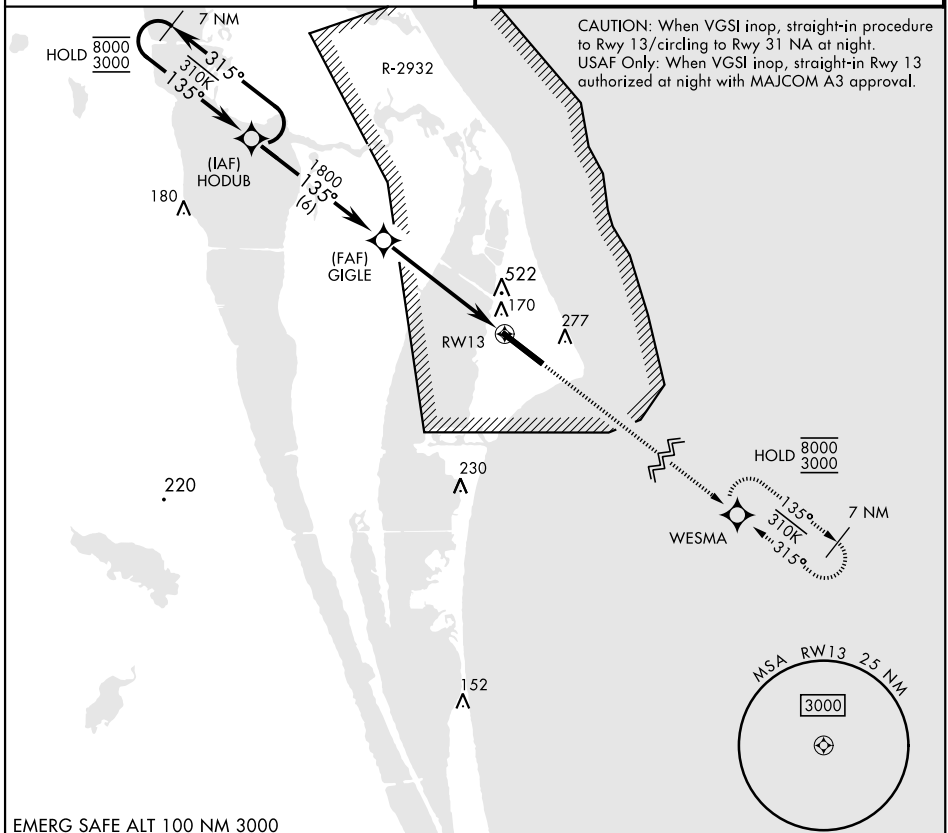 7 NM
HOLD 8000
3000
315°
310K
135°
CAUTION: When VGSI inop, straight-in procedure
to Rwy 13/circling to Rwy 31 NA at night.
USAF Only: When VGSI inop, straight-in Rwy 13
authorized at night with MAJCOM A3 approval.
R-2932
(IAF)
HODUB
1800
135°
(6)
180
(FAF)
GIGLE
522
170
277
RW13
230
220
HOLD 8000
3000
135°
310K
315°
7 NM
WESMA
152
MSA RW13 25 NM
3000
EMERG SAFE ALT 100 NM 3000